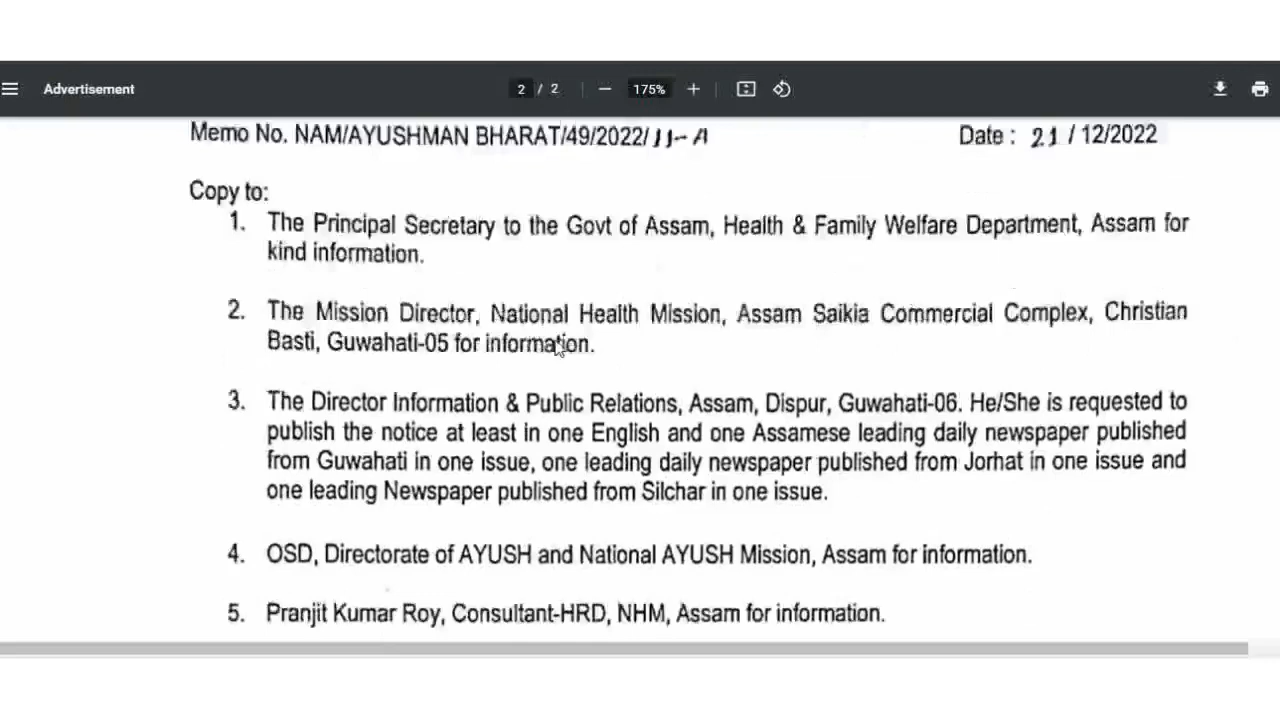 Advertisement
2 / 2
175%
Memo No. NAM/AYUSHMAN BHARAT/49/2022/11-A
Date : 21 / 12/2022
Copy to:
1. The Principal Secretary to the Govt of Assam, Health & Family Welfare Department, Assam for
kind information.
2. The Mission Director, National Health Mission, Assam Saikia Commercial Complex, Christian
Basti, Guwahati-05 for information.
3. The Director Information & Public Relations, Assam, Dispur, Guwahati-06. He/She is requested to
publish the notice at least in one English and one Assamese leading daily newspaper published
from Guwahati in one issue, one leading daily newspaper published from Jorhat in one issue and
one leading Newspaper published from Silchar in one issue.
4. OSD, Directorate of AYUSH and National AYUSH Mission, Assam for information.
5. Pranjit Kumar Roy, Consultant-HRD, NHM, Assam for information.